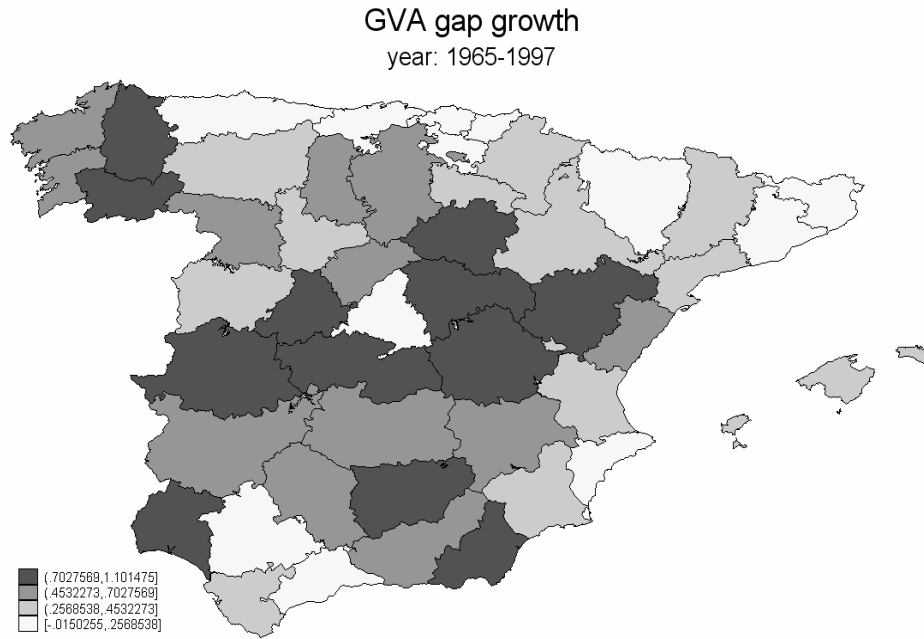 GVA gap growth
year: 1965-1997
(.7027569,1.101475]
(.4532273,.7027569]
(.2568538,.4532273]
[-.0150255,.2568538]